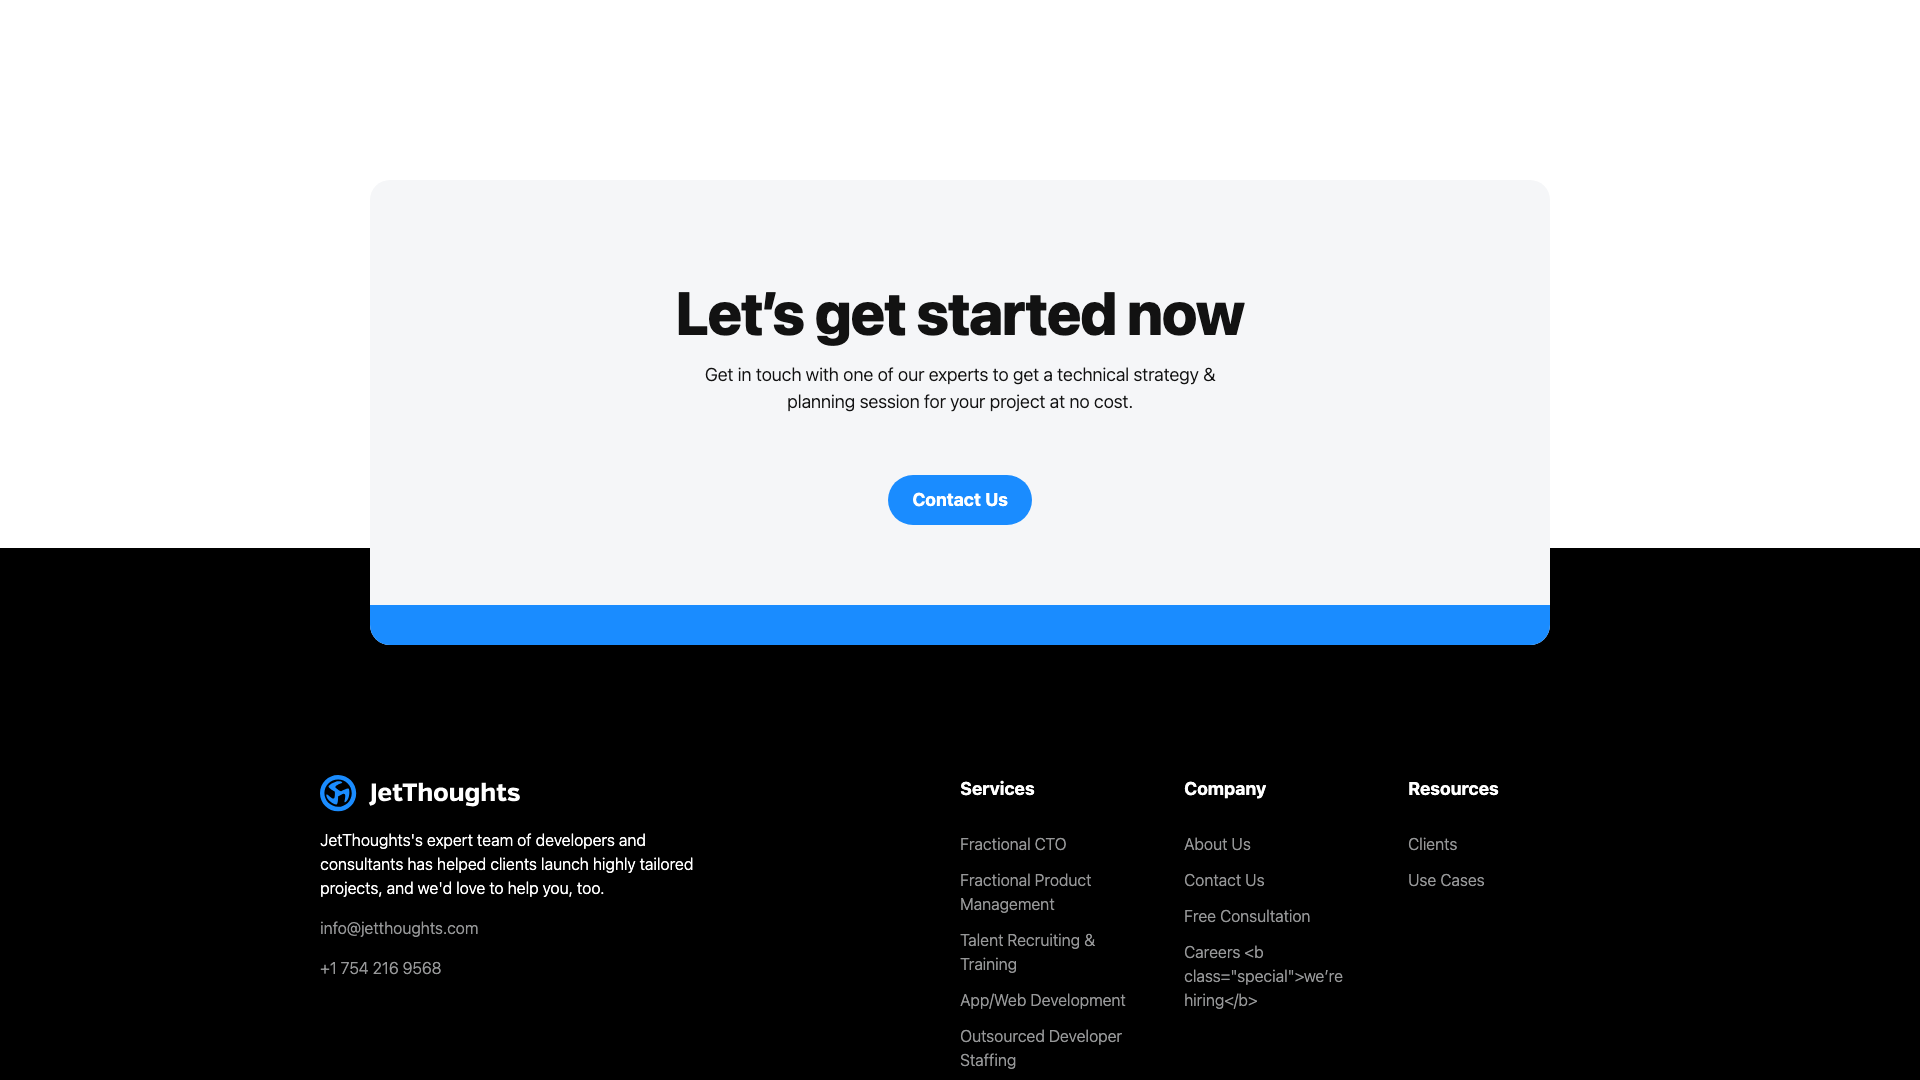 Let’s get started now
Get in touch with one of our experts to get a technical strategy &
planning session for your project at no cost.
Contact Us
JetThoughts
JetThoughts's expert team of developers and
consultants has helped clients launch highly tailored
projects, and we'd love to help you, too.
info@jetthoughts.com
+1 754 216 9568
Services
Fractional CTO
Fractional Product
Management
Talent Recruiting &
Training
App/Web Development
Outsourced Developer
Staffing
Company
About Us
Contact Us
Free Consultation
Careers <b
class="special">we’re
hiring</b>
Resources
Clients
Use Cases